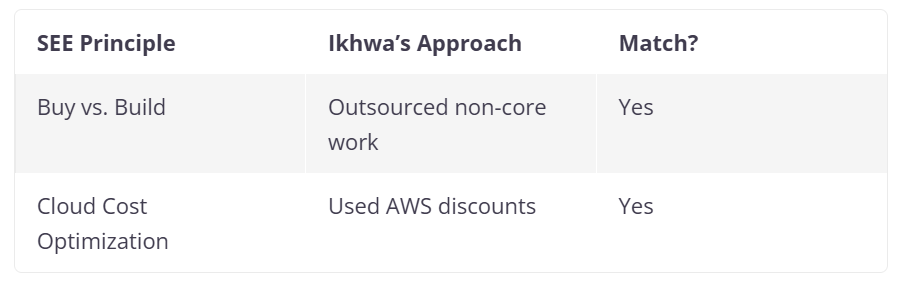 SEE Principle Ikhwa’s Approach Match?
Buy vs. Build Outsourced non-core Yes
work
Cloud Cost Used AWS discounts Yes
Optimization